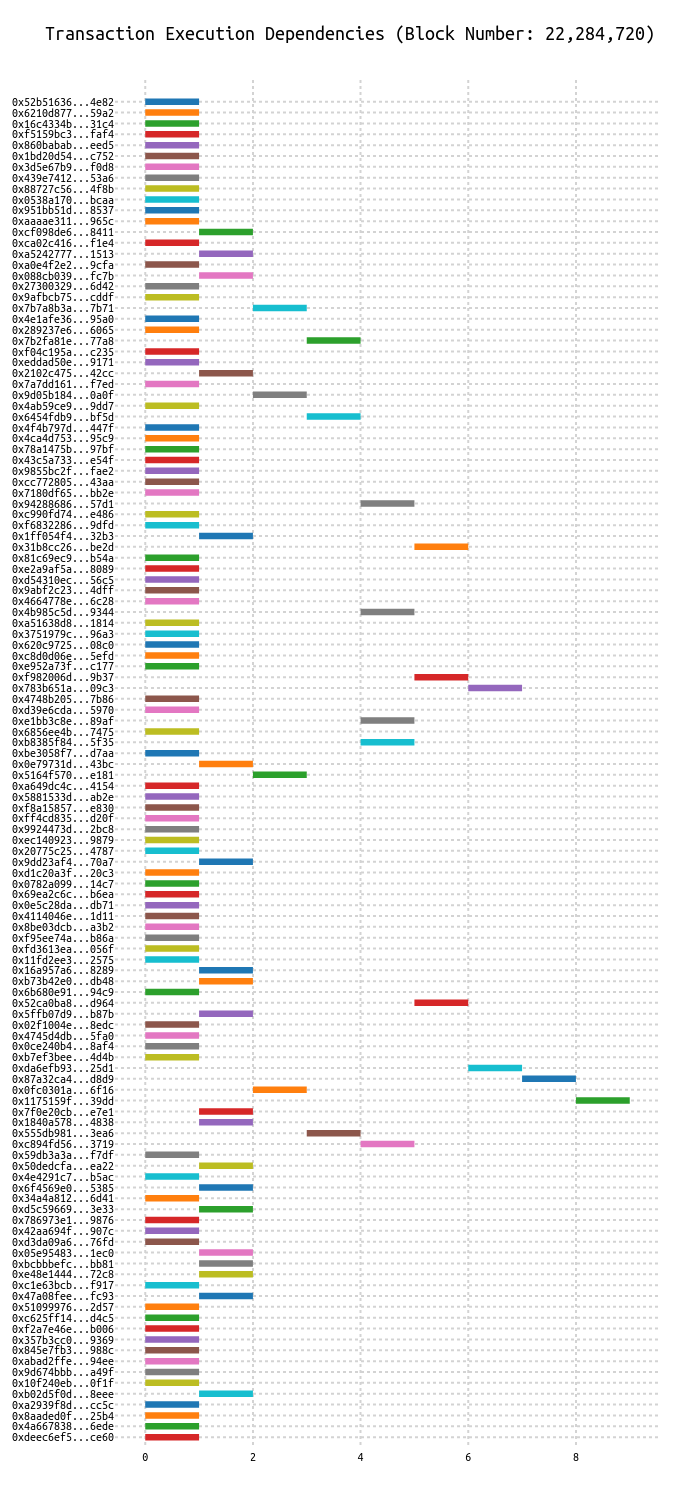 Transaction Execution Dependencies (Block Number: 22,284,720)
0x52b51636...4e82
0x6210d877...59a2
0x16c4334b...31c4
0xf5159bc3...faf4
0x860babab...eed5
0x1bd20d54...c752
0x3d5e67b9...f0d8
0x439e7412...53a6
0x88727c56...4f8b
0x0538a170...bcaa
0x951bb51d...8537
0xaaaae311...965c
0xcf098de6...8411
0xca02c416...f1e4
0xa5242777...1513
0xa0e4f2e2...9cfa
0x088cb039...fc7b
0x27300329...6d42
0x9afbcb75...cddf
0x7b7a8b3a...7b71
0x4e1afe36...95a0
0x289237e6...6065
0x7b2fa81e...77a8
0xf04c195a...c235
0xeddad50e...9171
0x2102c475...42cc
0x7a7dd161...f7ed
0x9d05b184...0a0f
0x4ab59ce9...9dd7
0x6454fdb9...bf5d
0x4f4b797d...447f
0x4ca4d753...95c9
0x78a1475b...97bf
0x43c5a733...e54f
0x9855bc2f...fae2
0xcc772805...43aa
0x7180df65...bb2e
0x94288686...57d1
0xc990fd74...e486
0xf6832286...9dfd
0x1ff054f4...32b3
0x31b8cc26...be2d
0x81c69ec9...b54a
0xe2a9af5a...8089
0xd54310ec...56c5
0x9abf2c23...4dff
0x4664778e...6c28
0x4b985c5d...9344
0xa51638d8...1814
0x3751979c...96a3
0x620c9725...08c0
0xc8d0d06e...5efd
0xe952a73f...c177
0xf982006d...9b37
0x783b651a...09c3
0x4748b205...7b86
0xd39e6cda...5970
0xe1bb3c8e...89af
0x6856ee4b...7475
0xb8385f84...5f35
0xbe3058f7...d7aa
0x0e79731d...43bc
0x5164f570...e181
0xa649dc4c...4154
0x5881533d...ab2e
0xf8a15857...e830
0xff4cd835...d20f
0x9924473d...2bc8
0xec140923...9879
0x20775c25...4787
0x9dd23af4...70a7
0xd1c20a3f...20c3
0x0782a099...14c7
0x69ea2c6c...b6ea
0x0e5c28da...db71
0x4114046e...1d11
0x8be03dcb...a3b2
0xf95ee74a...b86a
0xfd3613ea...056f
0x11fd2ee3...2575
0x16a957a6...8289
0xb73b42e0...db48
0x6b680e91...94c9
0x52ca0ba8...d964
0x5ffb07d9...b87b
0x02f1004e...8edc
0x4745d4db...5fa0
0x0ce240b4...8af4
0xb7ef3bee...4d4b
0xda6efb93...25d1
0x87a32ca4...d8d9
0x0fc0301a...6f16
0x1175159f...39dd
0x7f0e20cb...e7e1
0x1840a578...4838
0x555db981...3ea6
0xc894fd56...3719
0x59db3a3a...f7df
0x50dedcfa...ea22
0x4e4291c7...b5ac
0x6f4569e0...5385
0x34a4a812...6d41
0xd5c59669...3e33
0x786973e1...9876
0x42aa694f...907c
0xd3da09a6...76fd
0x05e95483...1ec0
0xbcbbbefc...bb81
0xe48e1444...72c8
0xc1e63bcb...f917
0x47a08fee...fc93
0x51099976...2d57
0xc625ff14...d4c5
0xf2a7e46e...b006
0x357b3cc0...9369
0x845e7fb3...988c
0xabad2ffe...94ee
0x9d674bbb...a49f
0x10f240eb...0f1f
0xb02d5f0d...8eee
0xa2939f8d...cc5c
0x8aaded0f...25b4
0x4a667838...6ede
0xdeec6ef5...ce60
0 2 4 6 8